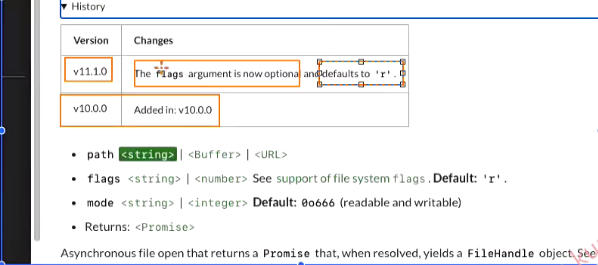 History
Version Changes
v11.1.0 The flags argument is now optional and defaults to 'r'.
v10.0.0 Added in: v10.0.0
• path <string> | <Buffer> | <URL>
• flags <string> | <number> See support of file system flags. Default: 'r'.
• mode <string> | <integer> Default: 0o666 (readable and writable)
• Returns: <Promise>
Asynchronous file open that returns a Promise that, when resolved, yields a FileHandle object. See